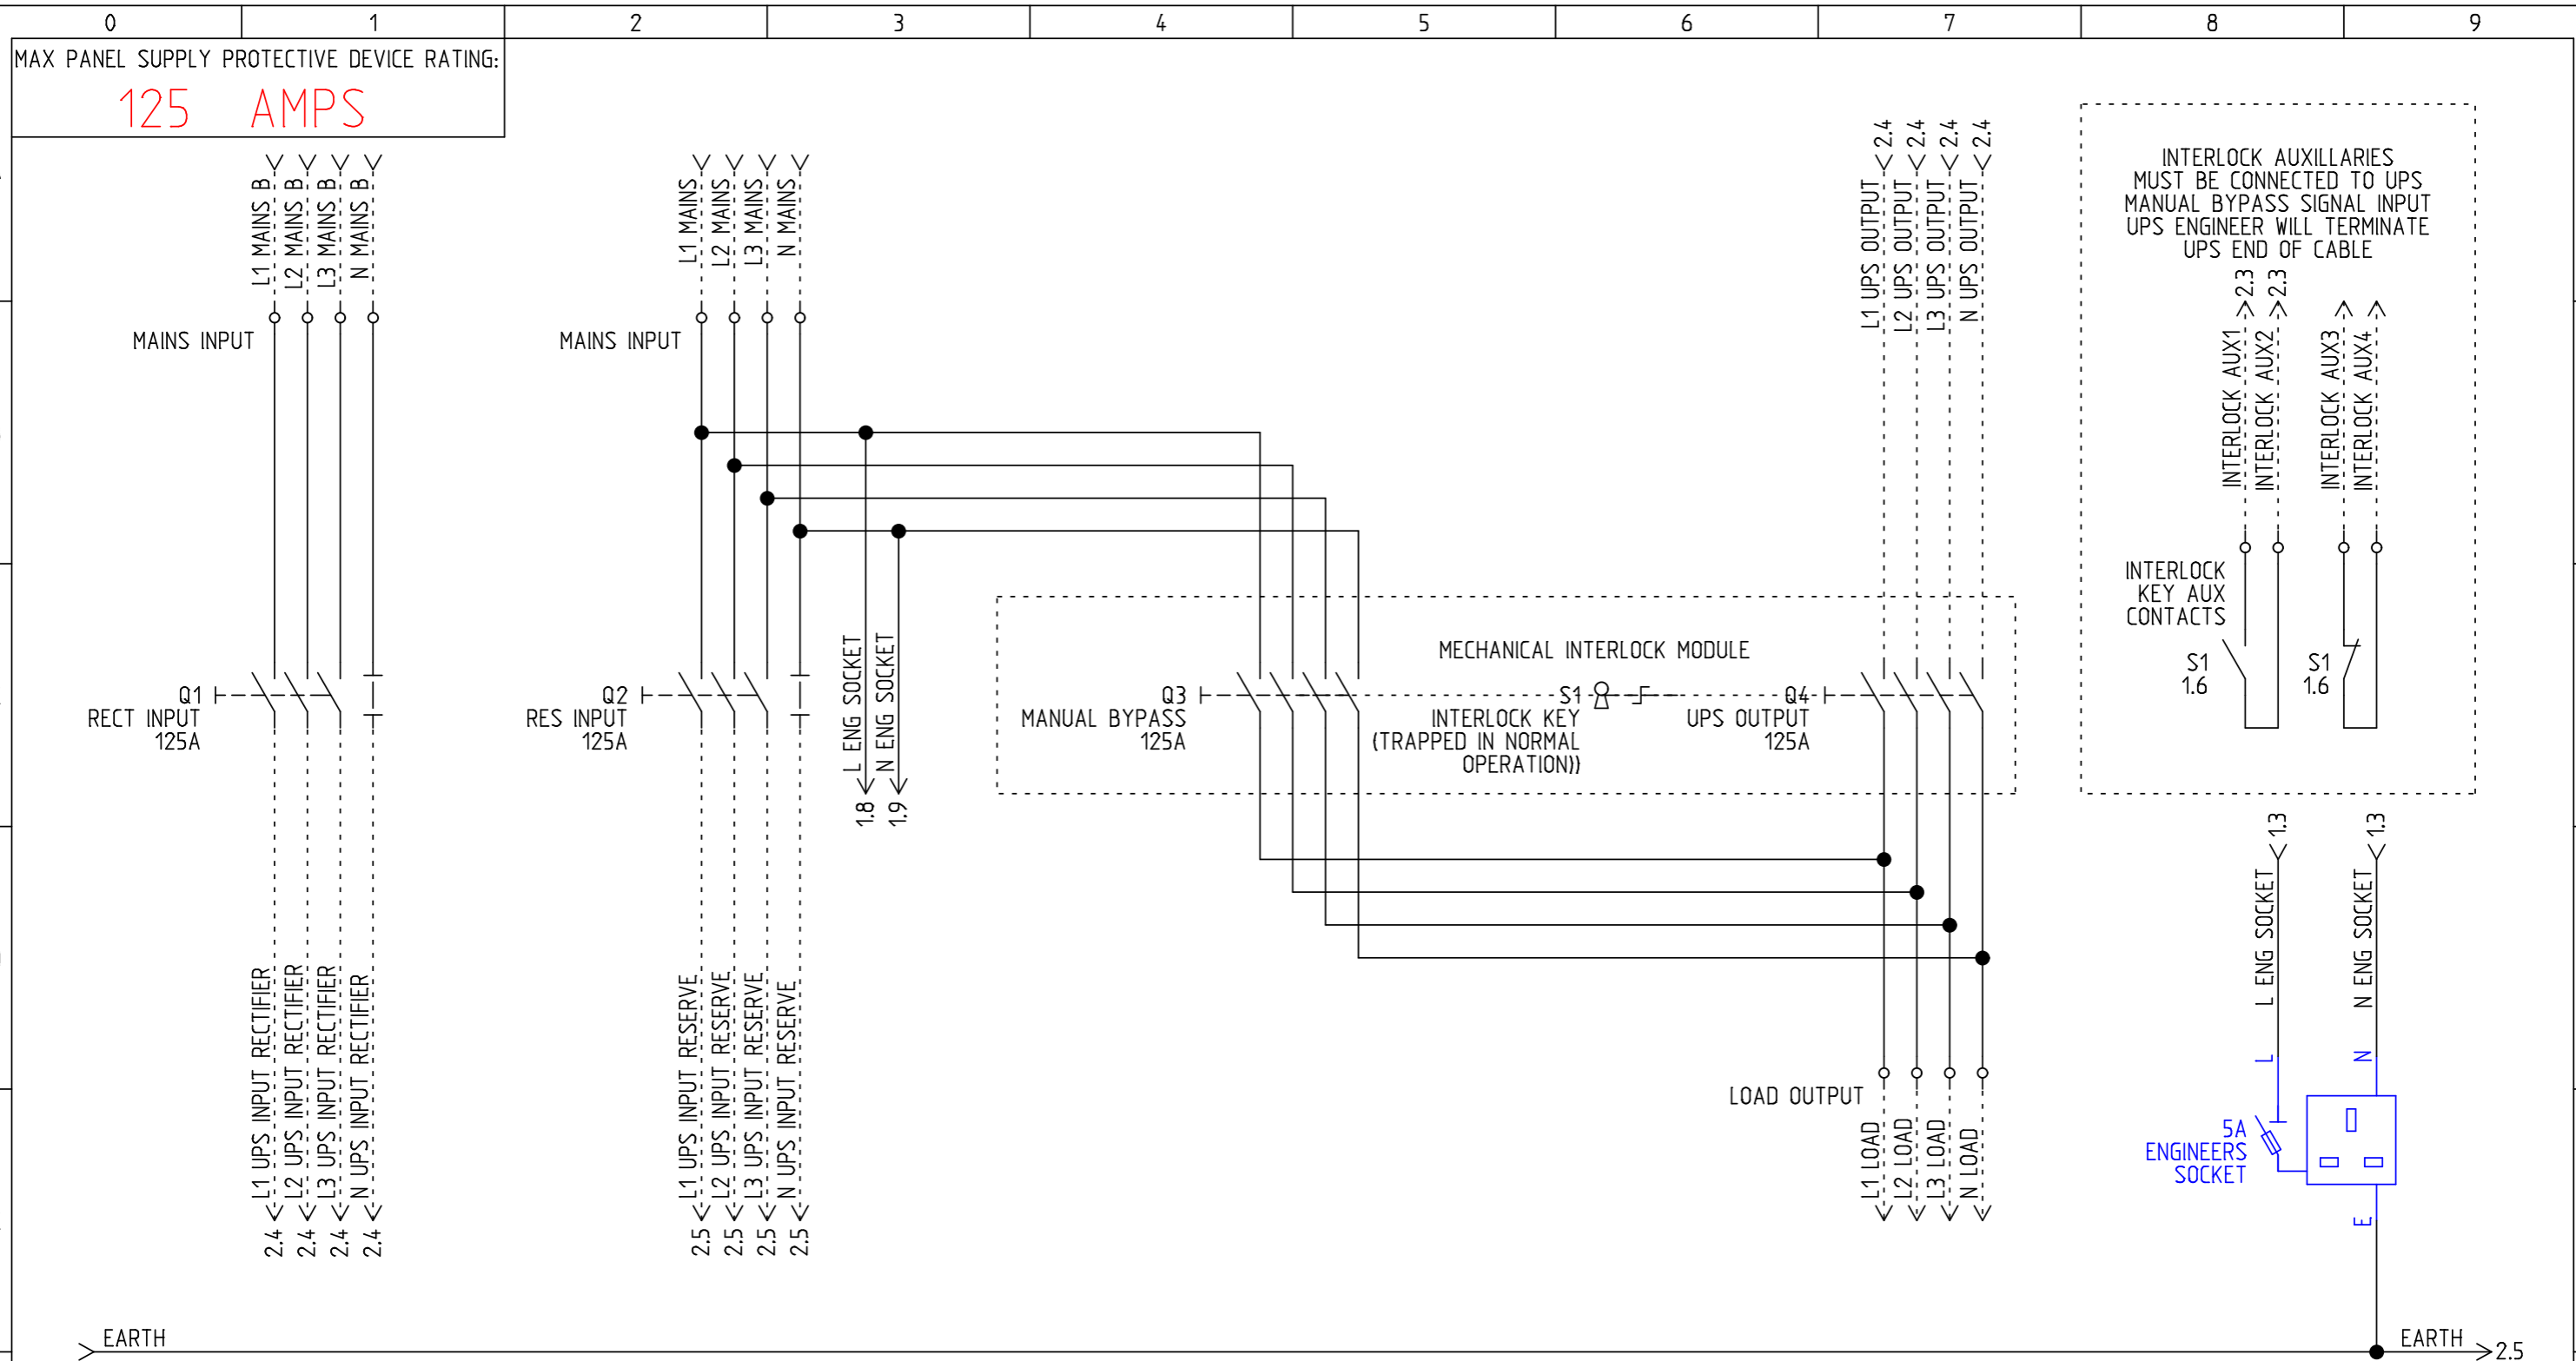 0 1 2 3 4 5 6 7 8 9
MAX PANEL SUPPLY PROTECTIVE DEVICE RATING:
125 AMPS
L1 MAINS B
L2 MAINS B
L3 MAINS B
N MAINS B
MAINS INPUT
L1 MAINS
L2 MAINS
L3 MAINS
N MAINS
MAINS INPUT
2.4
2.4
2.4
2.4
L1 UPS OUTPUT
L2 UPS OUTPUT
L3 UPS OUTPUT
N UPS OUTPUT
INTERLOCK AUXILLARIES
MUST BE CONNECTED TO UPS
MANUAL BYPASS SIGNAL INPUT
UPS ENGINEER WILL TERMINATE
UPS END OF CABLE
2.3
2.3
INTERLOCK AUX1
INTERLOCK AUX2
INTERLOCK AUX3
INTERLOCK AUX4
INTERLOCK
KEY AUX
CONTACTS
S1
1.6
S1
1.6
Q1
RECT INPUT
125A
Q2
RES INPUT
125A
L ENG SOCKET
N ENG SOCKET
1.8
1.9
MECHANICAL INTERLOCK MODULE
Q3
MANUAL BYPASS
125A
S1
INTERLOCK KEY
(TRAPPED IN NORMAL
OPERATION))
Q4
UPS OUTPUT
125A
L1 UPS INPUT RECTIFIER
L2 UPS INPUT RECTIFIER
L3 UPS INPUT RECTIFIER
N UPS INPUT RECTIFIER
2.4
2.4
2.4
2.4
L1 UPS INPUT RESERVE
L2 UPS INPUT RESERVE
L3 UPS INPUT RESERVE
N UPS INPUT RESERVE
2.5
2.5
2.5
2.5
LOAD OUTPUT
L1 LOAD
L2 LOAD
L3 LOAD
N LOAD
1.3
1.3
L ENG SOCKET
N ENG SOCKET
L
N
5A
ENGINEERS
SOCKET
E
EARTH
EARTH
2.5